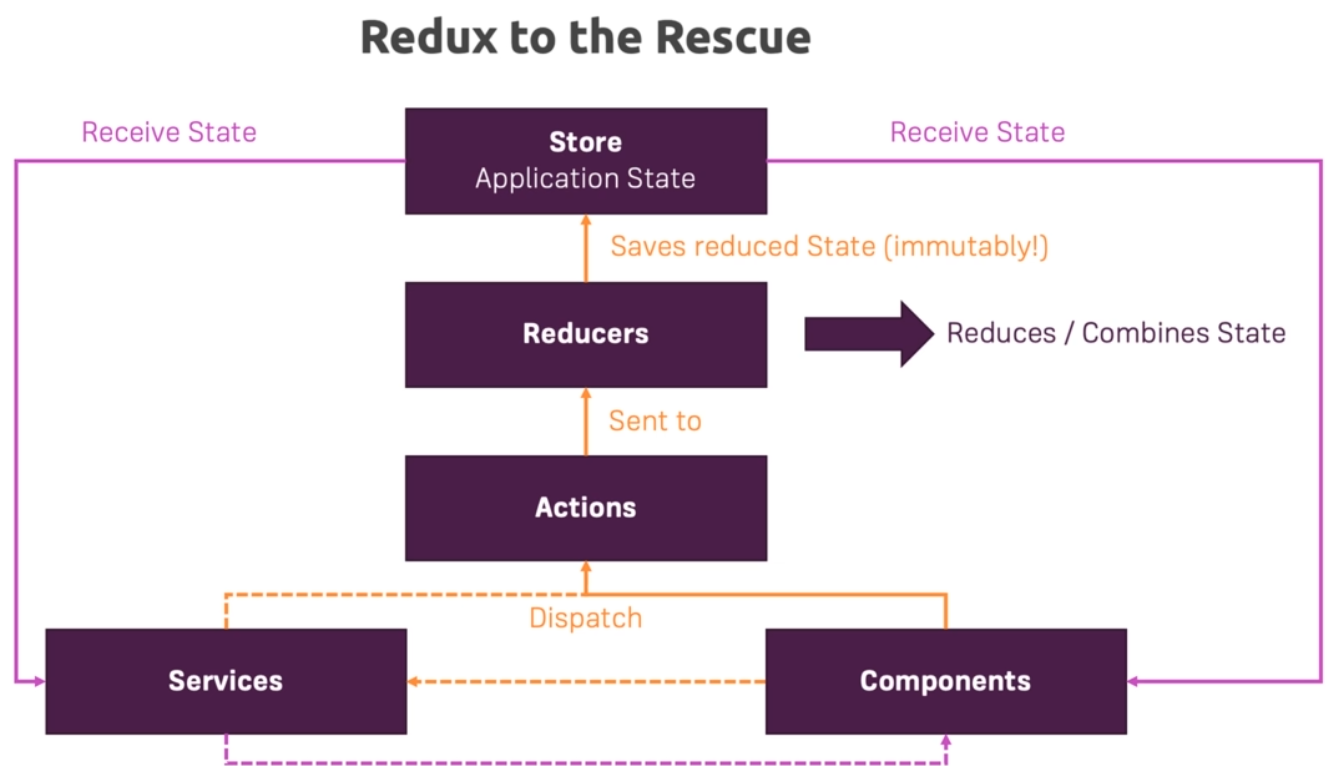 Redux to the Rescue
Receive State
Store
Application State
Receive State
Saves reduced State (immutably!)
Reducers
Reduces / Combines State
Sent to
Actions
Dispatch
Services
Components